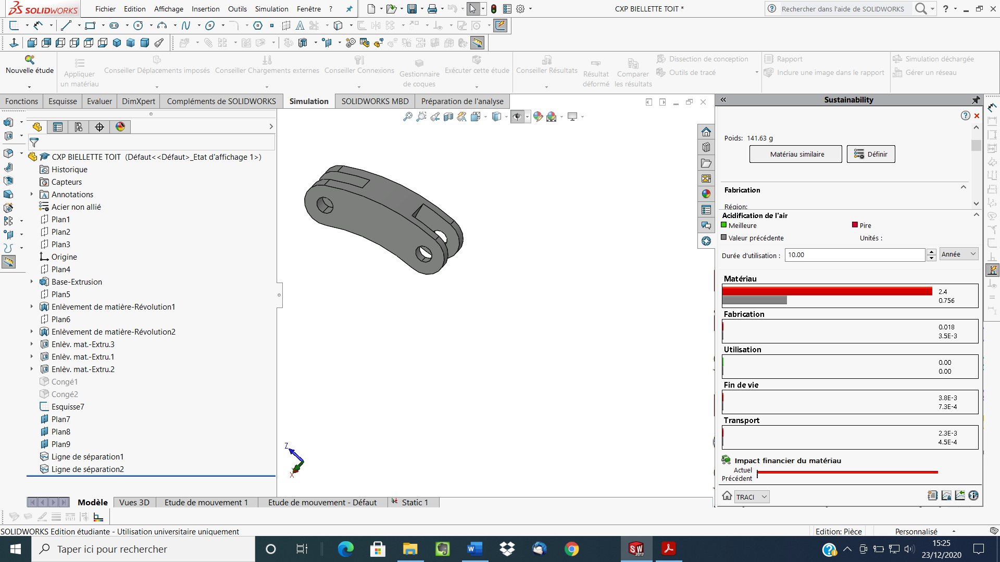 SOLIDWORKS
Fichier Edition Affichage Insertion Outils Simulation Fenêtre ?
CXP BIELLETTE TOIT *
Rechercher dans l'aide de SOLIDWORKS
Nouvelle étude
Appliquer un matériau
Conseiller Déplacements imposés
Conseiller Chargements externes
Conseiller Connexions
Gestionnaire de coques
Exécuter cette étude
Conseiller Résultats
Résultat déformé
Comparer les résultats
Dissection de conception
Outils de tracé
Rapport
Inclure une image dans le rapport
Simulation déchargée
Gérer un réseau
Fonctions Esquisse Evaluer DimXpert Compléments de SOLIDWORKS Simulation SOLIDWORKS MBD Préparation de l'analyse
CXP BIELLETTE TOIT (Défaut<<Défaut>_Etat d'affichage 1>)
Historique
Capteurs
Annotations
Acier non allié
Plan1
Plan2
Plan3
Origine
Plan4
Base-Extrusion
Plan5
Enlèvement de matière-Révolution1
Plan6
Enlèvement de matière-Révolution2
Enlèv. mat.-Extru.3
Enlèv. mat.-Extru.1
Enlèv. mat.-Extru.2
Congé1
Congé2
Esquisse7
Plan7
Plan8
Plan9
Ligne de séparation1
Ligne de séparation2
Z
X
Sustainability
Poids: 141.63 g
Matériau similaire
Définir
Fabrication
Région:
Acidification de l'air
Meilleure Pire
Valeur précédente Unités :
Durée d'utilisation : 10.00 Année
Matériau
2.4
0.756
Fabrication
0.018
3.5E-3
Utilisation
0.00
0.00
Fin de vie
3.8E-3
7.3E-4
Transport
2.3E-3
4.5E-4
Impact financier du matériau
Actuel
Précédent
TRACI
Modèle Vues 3D Etude de mouvement 1 Etude de mouvement - Défaut Static 1
SOLIDWORKS Edition étudiante - Utilisation universitaire uniquement
Edition: Pièce Personnalisé
Taper ici pour rechercher
SW
2017
15:25
23/12/2020